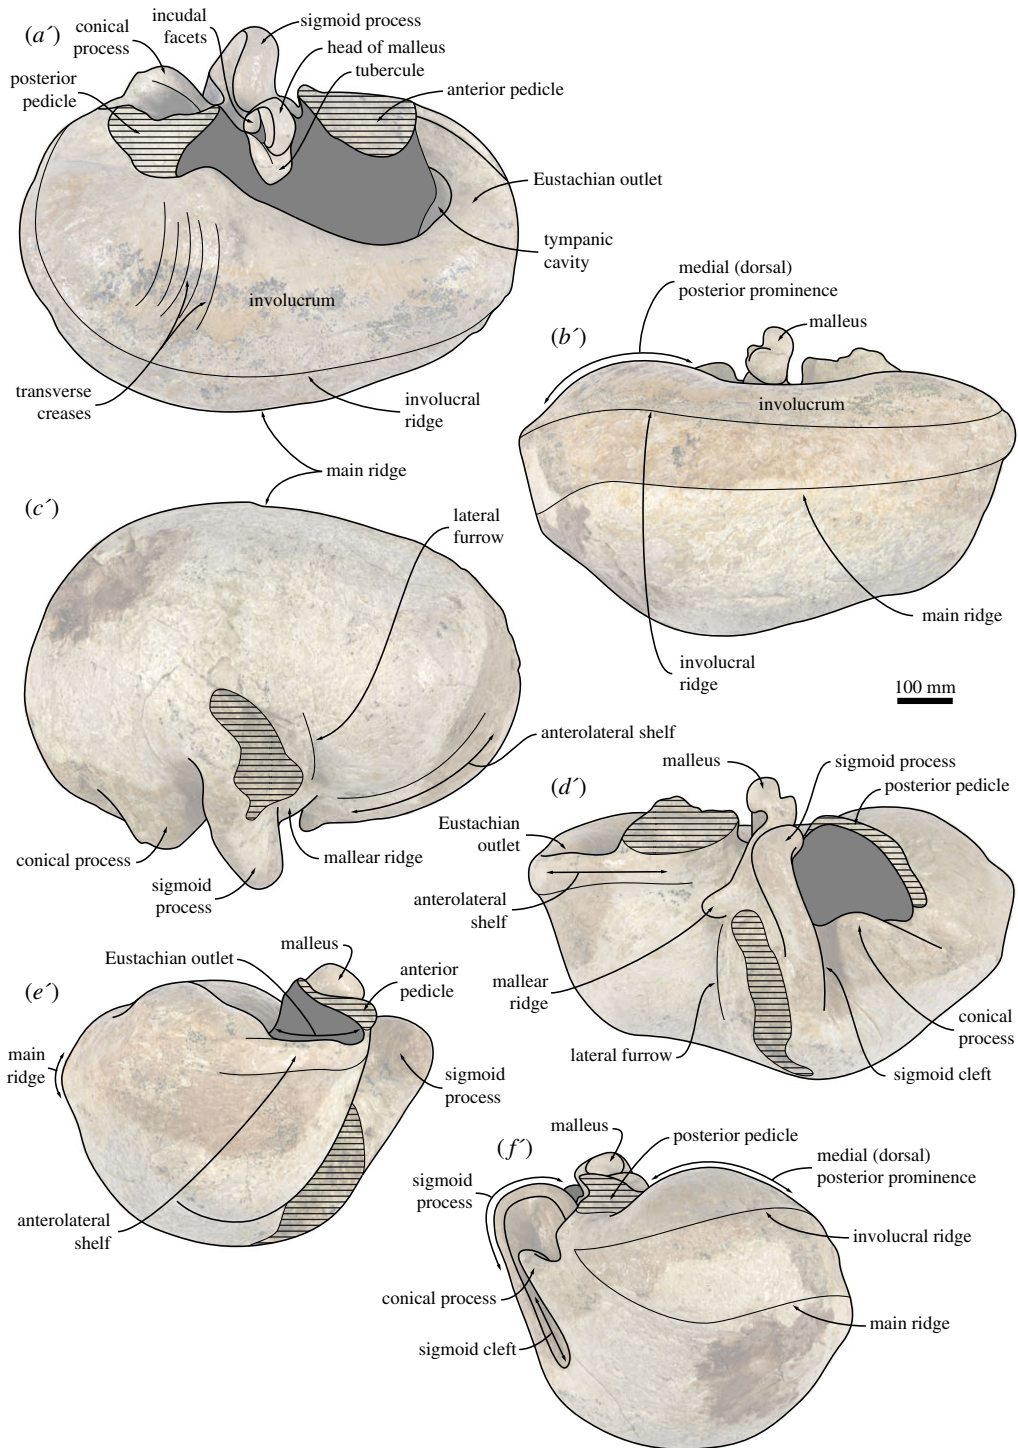 (a´)
conical
process
incudal
facets
sigmoid process
head of malleus
tubercule
posterior
pedicle
anterior pedicle
Eustachian outlet
tympanic
cavity
involucrum
transverse
creases
involucral
ridge
main ridge
(b´)
medial (dorsal)
posterior prominence
malleus
involucrum
main ridge
involucral
ridge
100 mm
(c´)
lateral
furrow
anterolateral shelf
conical process
mallear ridge
sigmoid
process
(d´)
malleus
sigmoid process
posterior pedicle
Eustachian
outlet
anterolateral
shelf
mallear
ridge
lateral furrow
conical
process
sigmoid cleft
(e´)
malleus
Eustachian outlet
anterior
pedicle
main
ridge
sigmoid
process
anterolateral
shelf
(f´)
malleus
posterior pedicle
sigmoid
process
medial (dorsal)
posterior prominence
involucral ridge
conical process
main ridge
sigmoid cleft